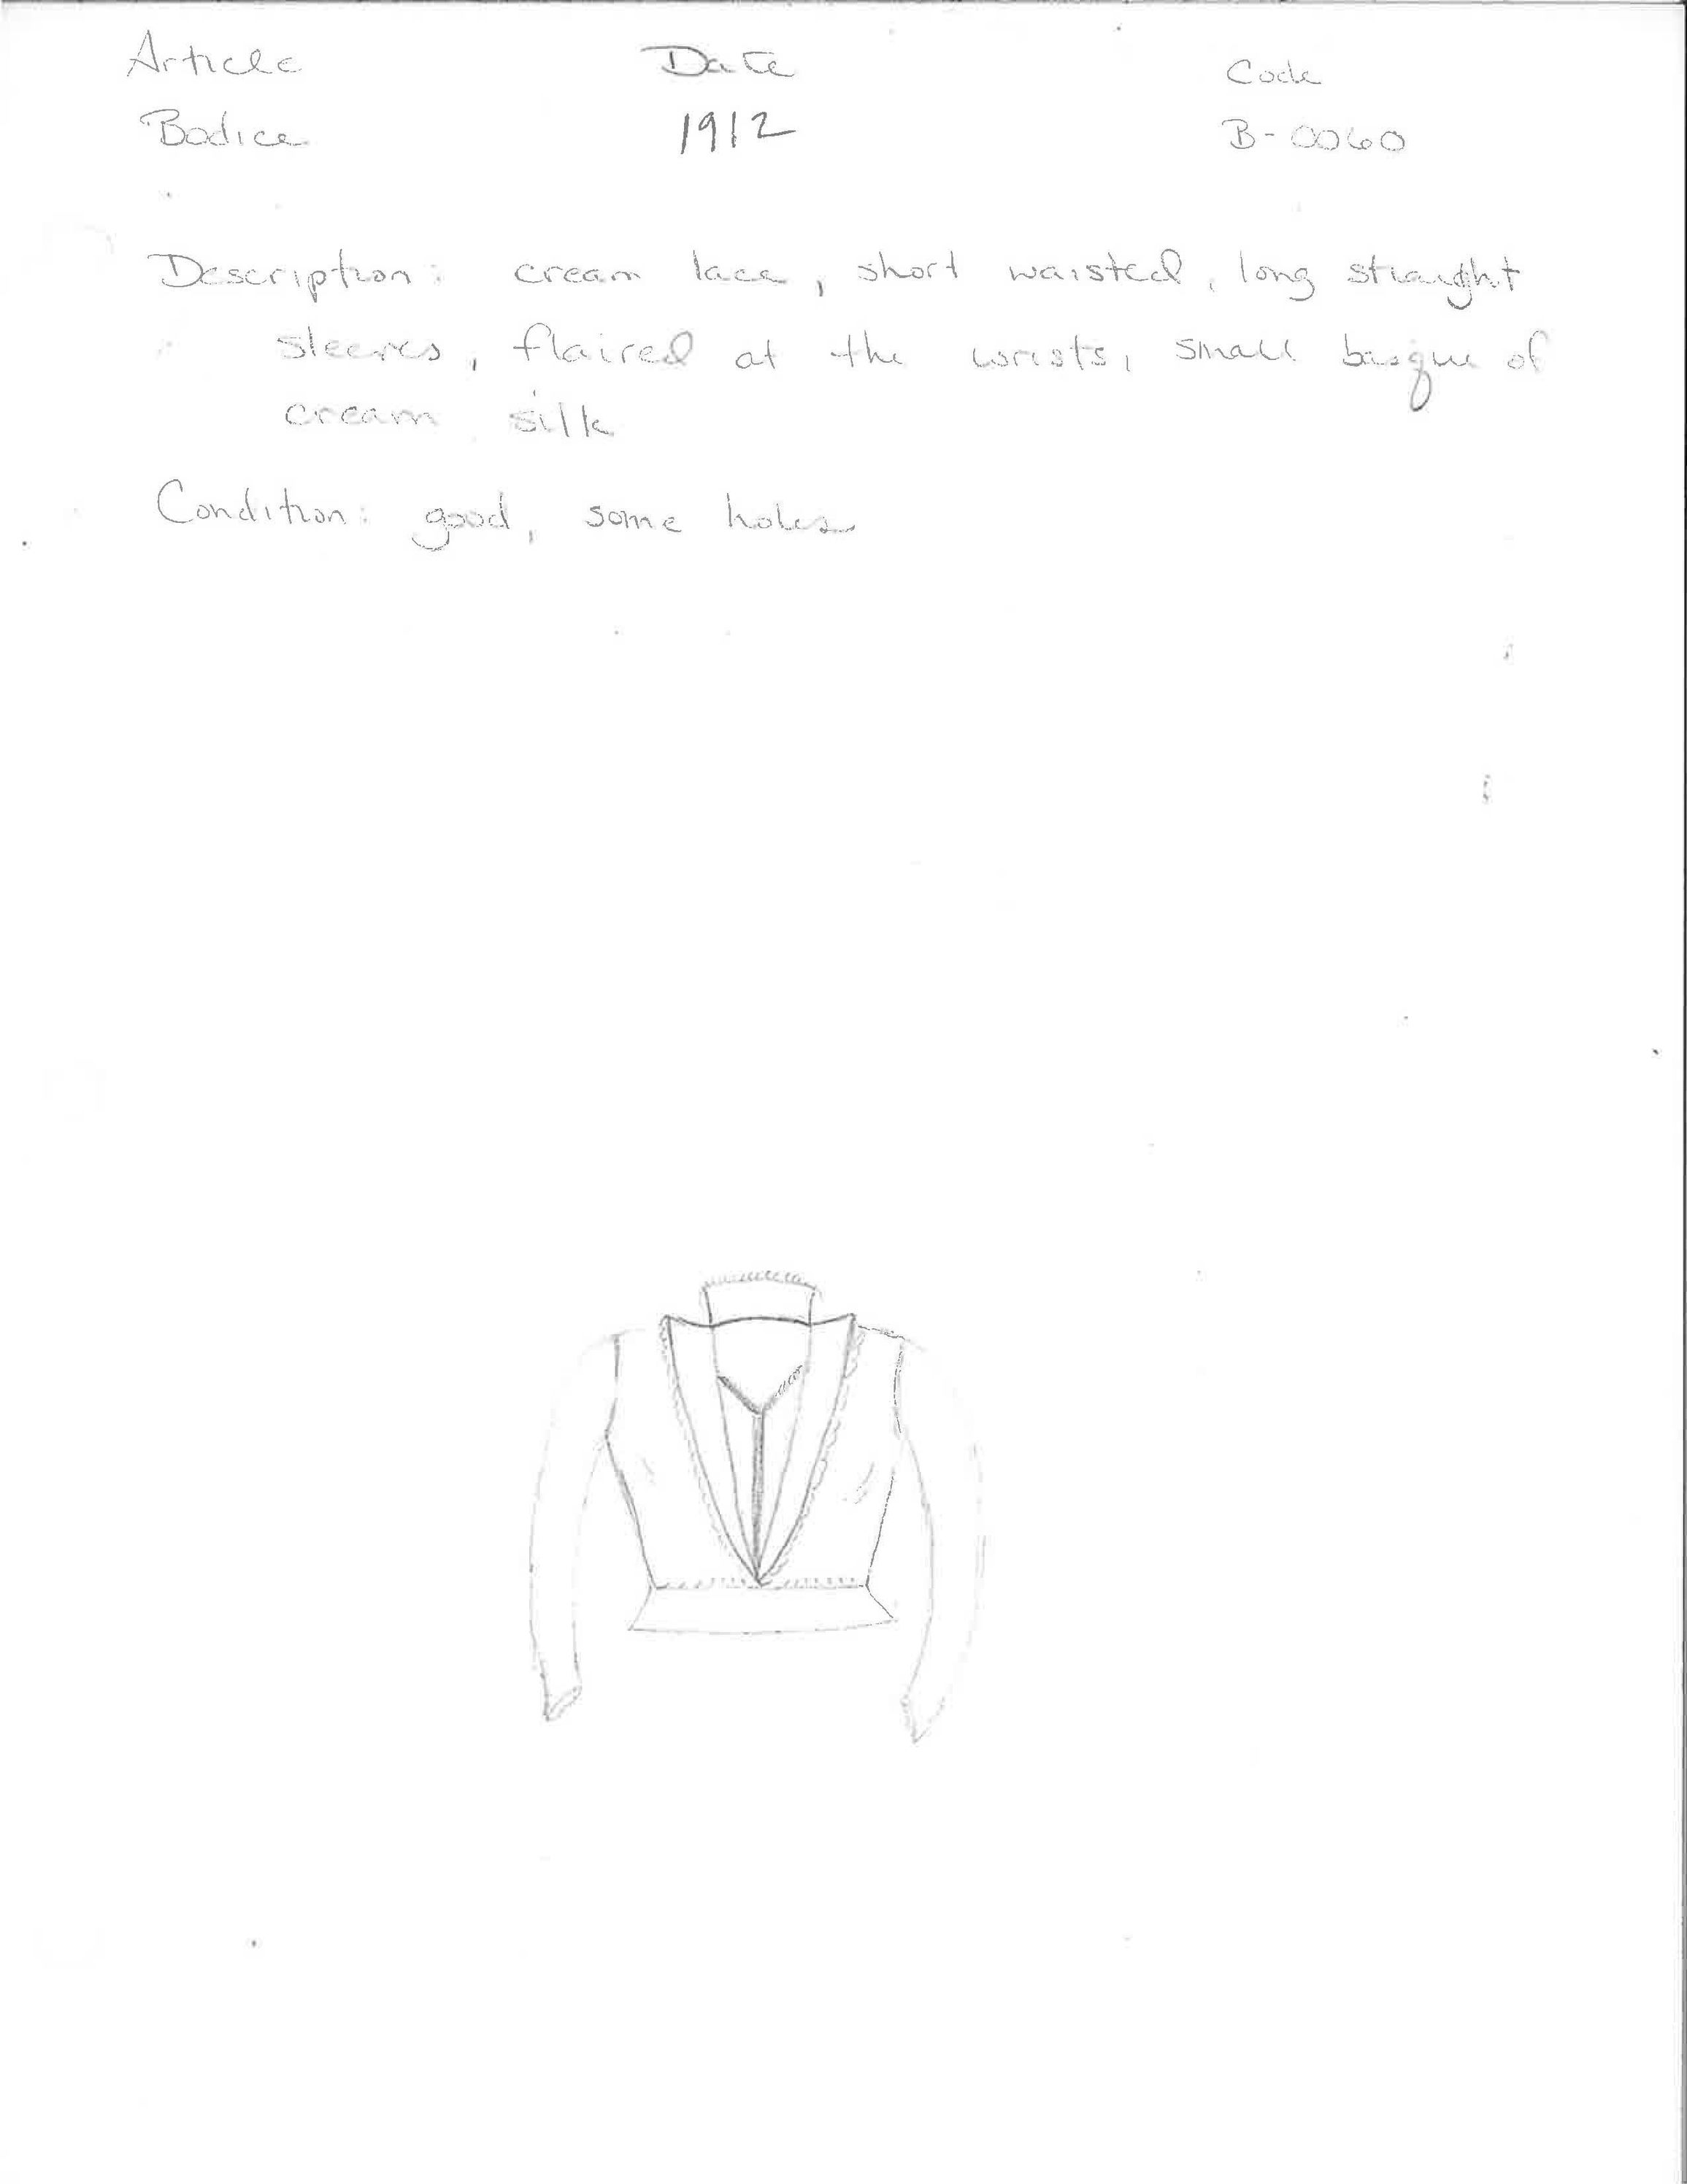 Article Date Code
Bodice 1912 B-0060
Description: cream lace, short waisted, long straight
sleeves, flaired at the wrists, small basque of
cream silk
Condition: good, some holes